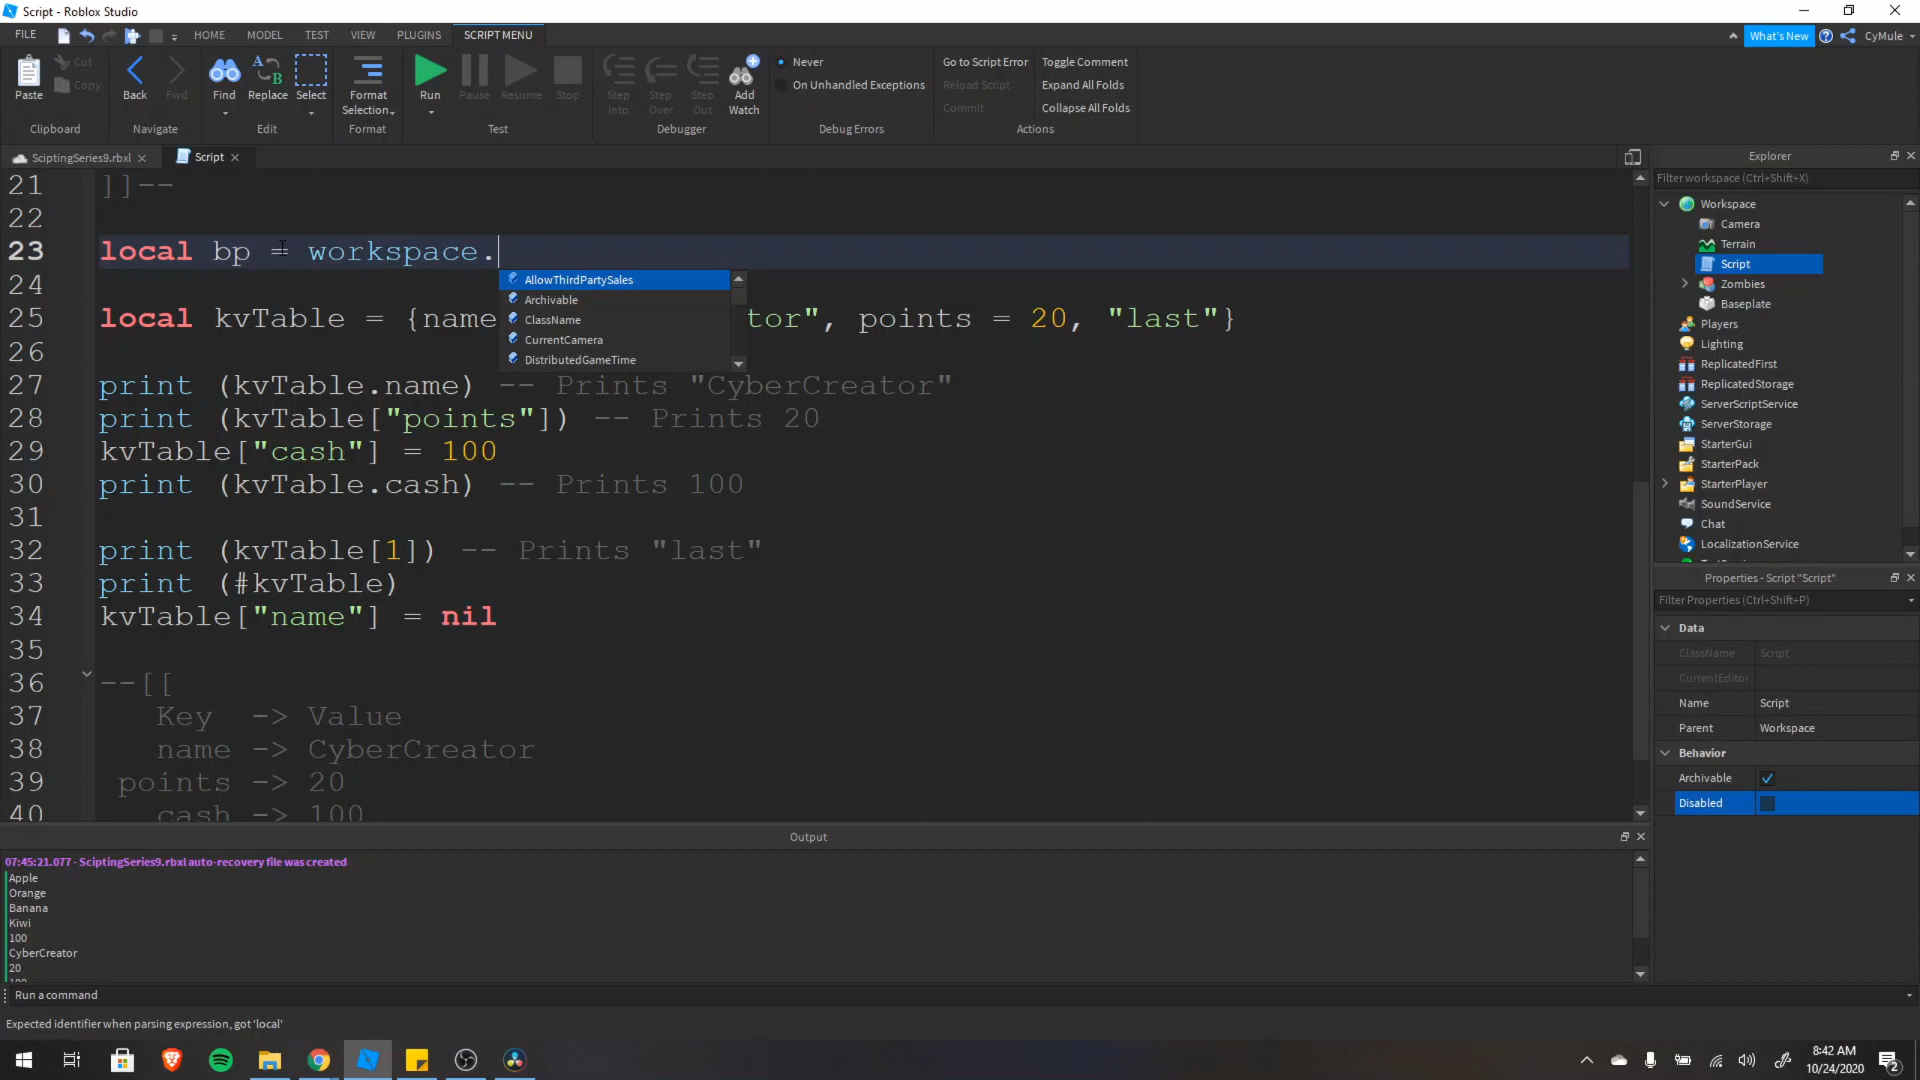 Script - Roblox Studio
FILE HOME MODEL TEST VIEW PLUGINS SCRIPT MENU What's New CyMule
Paste Cut Copy Back Fwd Find Replace Select Format Selection Run Pause Resume Stop Step Into Step Over Step Out Add Watch
Never Go to Script Error Toggle Comment
On Unhandled Exceptions Reload Script Expand All Folds
Commit Collapse All Folds
Clipboard Navigate Edit Format Test Debugger Debug Errors Actions
SciptingSeries9.rbxl Script
21 ]]--
22
23 local bp = workspace.
AllowThirdPartySales
Archivable
ClassName
CurrentCamera
DistributedGameTime
24
25 local kvTable = {name tor", points = 20, "last"}
26
27 print (kvTable.name) -- Prints "CyberCreator"
28 print (kvTable["points"]) -- Prints 20
29 kvTable["cash"] = 100
30 print (kvTable.cash) -- Prints 100
31
32 print (kvTable[1]) -- Prints "last"
33 print (#kvTable)
34 kvTable["name"] = nil
35
36 --[[
37 Key -> Value
38 name -> CyberCreator
39 points -> 20
40 cash -> 100
Explorer
Filter workspace (Ctrl+Shift+X)
Workspace
Camera
Terrain
Script
Zombies
Baseplate
Players
Lighting
ReplicatedFirst
ReplicatedStorage
ServerScriptService
ServerStorage
StarterGui
StarterPack
StarterPlayer
SoundService
Chat
LocalizationService
Properties - Script "Script"
Filter Properties (Ctrl+Shift+P)
Data
ClassName Script
CurrentEditor
Name Script
Parent Workspace
Behavior
Archivable
Disabled
Output
07:45:21.077 - SciptingSeries9.rbxl auto-recovery file was created
Apple
Orange
Banana
Kiwi
100
CyberCreator
20
Run a command
Expected identifier when parsing expression, got 'local'
8:42 AM
10/24/2020
2